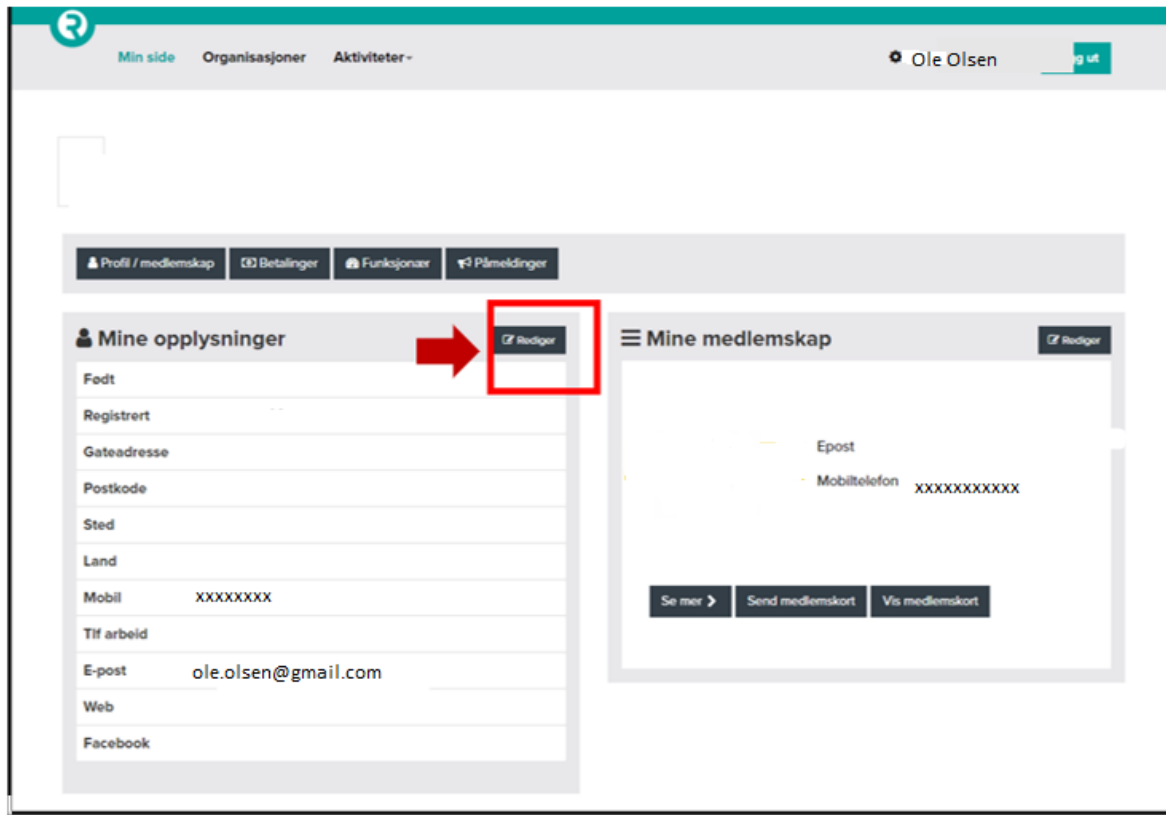 R
Min side Organisasjoner Aktiviteter
Ole Olsen
g ut
Profil / medlemskap Betalinger Funksjonær Påmeldinger
Mine opplysninger Rediger
Født
Registrert
Gateadresse
Postkode
Sted
Land
Mobil xxxxxxxx
Tlf arbeid
E-post ole.olsen@gmail.com
Web
Facebook
Mine medlemskap Rediger
Epost
Mobiltelefon xxxxxxxxxxx
Se mer Send medlemskort Vis medlemskort